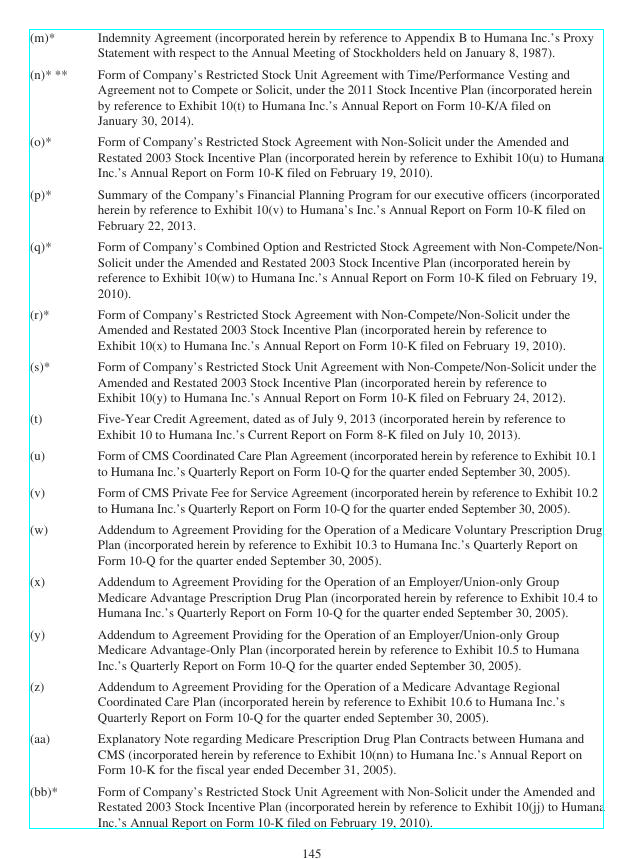 (m)* Indemnity Agreement (incorporated herein by reference to Appendix B to Humana Inc.'s Proxy
Statement with respect to the Annual Meeting of Stockholders held on January 8, 1987).
(n)* ** Form of Company's Restricted Stock Unit Agreement with Time/Performance Vesting and
Agreement not to Compete or Solicit, under the 2011 Stock Incentive Plan (incorporated herein
by reference to Exhibit 10(t) to Humana Inc.'s Annual Report on Form 10-K/A filed on
January 30, 2014).
(o)* Form of Company's Restricted Stock Agreement with Non-Solicit under the Amended and
Restated 2003 Stock Incentive Plan (incorporated herein by reference to Exhibit 10(u) to Humana
Inc.'s Annual Report on Form 10-K filed on February 19, 2010).
(p)* Summary of the Company's Financial Planning Program for our executive officers (incorporated
herein by reference to Exhibit 10(v) to Humana's Inc.'s Annual Report on Form 10-K filed on
February 22, 2013.
(q)* Form of Company's Combined Option and Restricted Stock Agreement with Non-Compete/Non-
Solicit under the Amended and Restated 2003 Stock Incentive Plan (incorporated herein by
reference to Exhibit 10(w) to Humana Inc.'s Annual Report on Form 10-K filed on February 19,
2010).
(r)* Form of Company's Restricted Stock Agreement with Non-Compete/Non-Solicit under the
Amended and Restated 2003 Stock Incentive Plan (incorporated herein by reference to
Exhibit 10(x) to Humana Inc.'s Annual Report on Form 10-K filed on February 19, 2010).
(s)* Form of Company's Restricted Stock Unit Agreement with Non-Compete/Non-Solicit under the
Amended and Restated 2003 Stock Incentive Plan (incorporated herein by reference to
Exhibit 10(y) to Humana Inc.'s Annual Report on Form 10-K filed on February 24, 2012).
(t) Five-Year Credit Agreement, dated as of July 9, 2013 (incorporated herein by reference to
Exhibit 10 to Humana Inc.'s Current Report on Form 8-K filed on July 10, 2013).
(u) Form of CMS Coordinated Care Plan Agreement (incorporated herein by reference to Exhibit 10.1
to Humana Inc.'s Quarterly Report on Form 10-Q for the quarter ended September 30, 2005).
(v) Form of CMS Private Fee for Service Agreement (incorporated herein by reference to Exhibit 10.2
to Humana Inc.'s Quarterly Report on Form 10-Q for the quarter ended September 30, 2005).
(w) Addendum to Agreement Providing for the Operation of a Medicare Voluntary Prescription Drug
Plan (incorporated herein by reference to Exhibit 10.3 to Humana Inc.'s Quarterly Report on
Form 10-Q for the quarter ended September 30, 2005).
(x) Addendum to Agreement Providing for the Operation of an Employer/Union-only Group
Medicare Advantage Prescription Drug Plan (incorporated herein by reference to Exhibit 10.4 to
Humana Inc.'s Quarterly Report on Form 10-Q for the quarter ended September 30, 2005).
(y) Addendum to Agreement Providing for the Operation of an Employer/Union-only Group
Medicare Advantage-Only Plan (incorporated herein by reference to Exhibit 10.5 to Humana
Inc.'s Quarterly Report on Form 10-Q for the quarter ended September 30, 2005).
(z) Addendum to Agreement Providing for the Operation of a Medicare Advantage Regional
Coordinated Care Plan (incorporated herein by reference to Exhibit 10.6 to Humana Inc.'s
Quarterly Report on Form 10-Q for the quarter ended September 30, 2005).
(aa) Explanatory Note regarding Medicare Prescription Drug Plan Contracts between Humana and
CMS (incorporated herein by reference to Exhibit 10(nn) to Humana Inc.'s Annual Report on
Form 10-K for the fiscal year ended December 31, 2005).
(bb)* Form of Company's Restricted Stock Unit Agreement with Non-Solicit under the Amended and
Restated 2003 Stock Incentive Plan (incorporated herein by reference to Exhibit 10(jj) to Humana
Inc.'s Annual Report on Form 10-K filed on February 19, 2010).
145